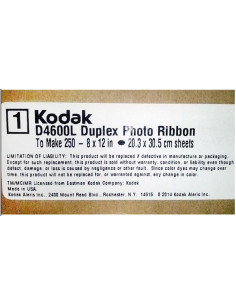 1 Kodak
D4600L Duplex Photo Ribbon
To Make 250 - 8 x 12 in • 20.3 x 30.5 cm sheets
LIMITATION OF LIABILITY: This product will be replaced if defective in manufacture or
packaging. Except for such replacement, this product is sold without warranty, condition, or liability even though
defect, damage, or loss is caused by negligence or other fault. Since color dyes may change
over time, this product will not be replaced for, or warranted against, any change in color.
TM/MC/MR Licensed from Eastman Kodak Company: Kodak
Made in USA.
Kodak Alaris Inc., 2400 Mount Read Blvd., Rochester, N.Y. 14615 © 2013 Kodak Alaris Inc.